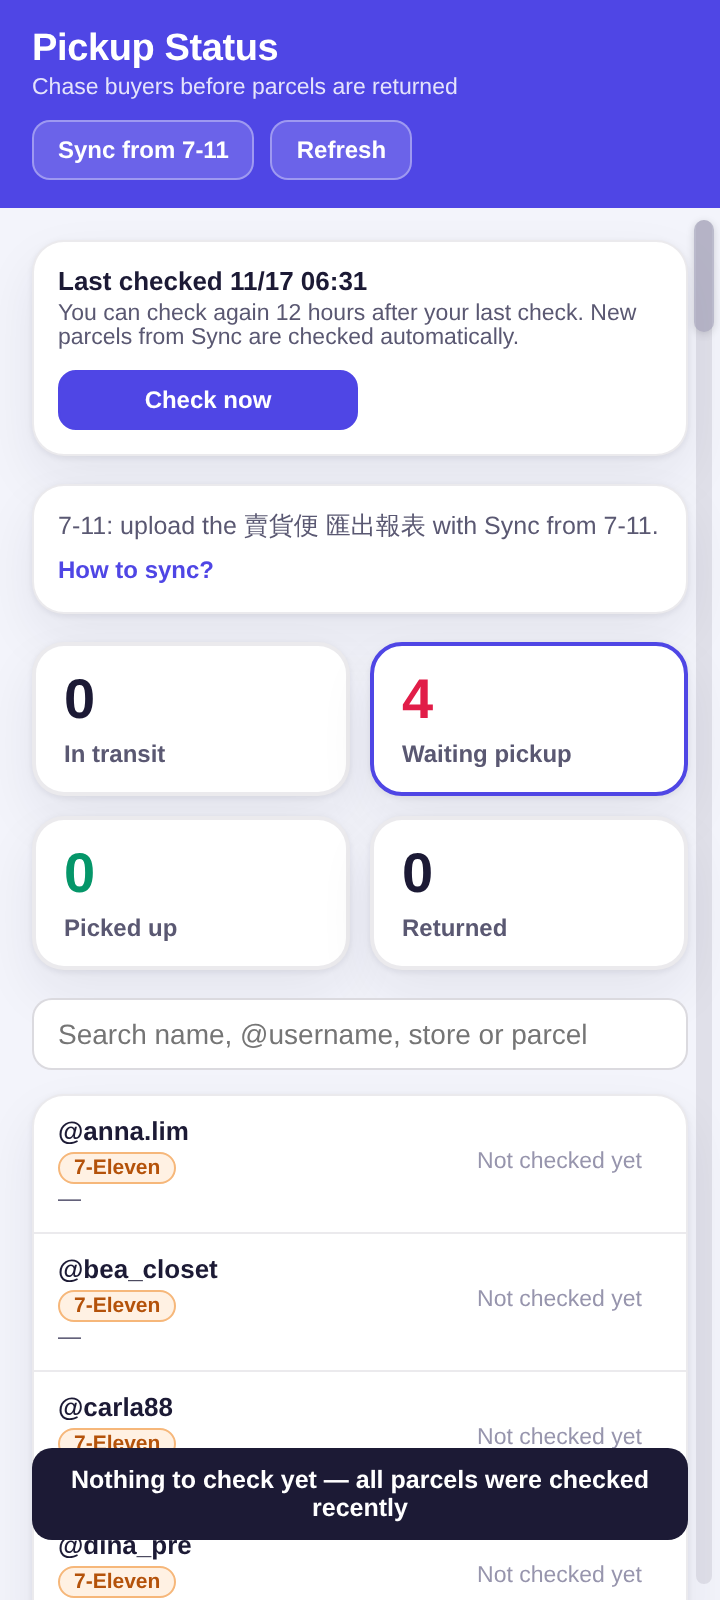 Pickup Status
Chase buyers before parcels are returned
Sync from 7-11
Refresh
Last checked 11/17 06:31
You can check again 12 hours after your last check. New
parcels from Sync are checked automatically.
Check now
7-11: upload the 賣貨便 匯出報表 with Sync from 7-11.
How to sync?
0
In transit
4
Waiting pickup
0
Picked up
0
Returned
Search name, @username, store or parcel
@anna.lim
7-Eleven
Not checked yet
—
@bea_closet
7-Eleven
Not checked yet
—
@carla88
7-Eleven
Not checked yet
Nothing to check yet — all parcels were checked
recently
@dina_pre
7-Eleven
Not checked yet